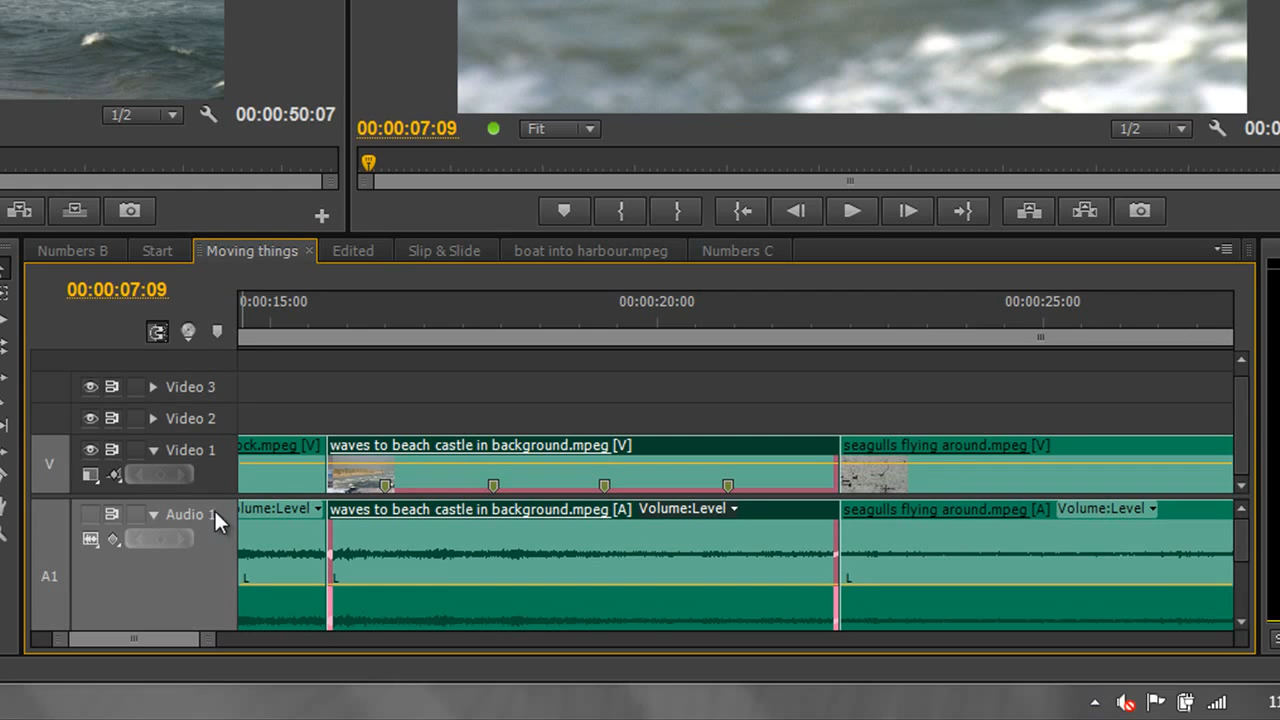 1/2 00:00:50:07
00:00:07:09 Fit 1/2 00:0
Numbers B Start Moving things Edited Slip & Slide boat into harbour.mpeg Numbers C
00:00:07:09
0:00:15:00 00:00:20:00 00:00:25:00
Video 3
Video 2
V Video 1 ock.mpeg [V] waves to beach castle in background.mpeg [V] seagulls flying around.mpeg [V]
A1 Audio 1 lume:Level waves to beach castle in background.mpeg [A] Volume:Level seagulls flying around.mpeg [A] Volume:Level
L L L